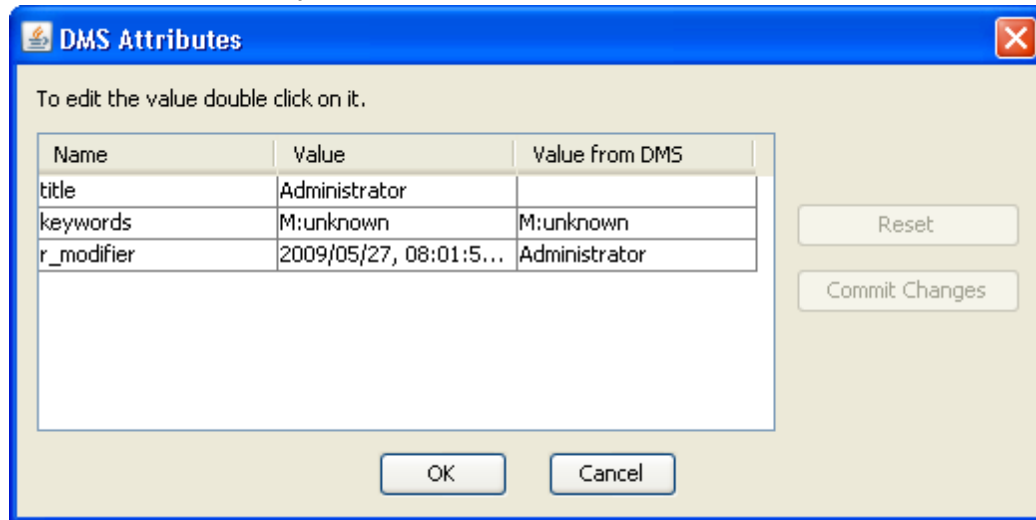 DMS Attributes
To edit the value double click on it.
Name Value Value from DMS
title Administrator
keywords M:unknown M:unknown
r_modifier 2009/05/27, 08:01:5... Administrator
Reset
Commit Changes
OK Cancel